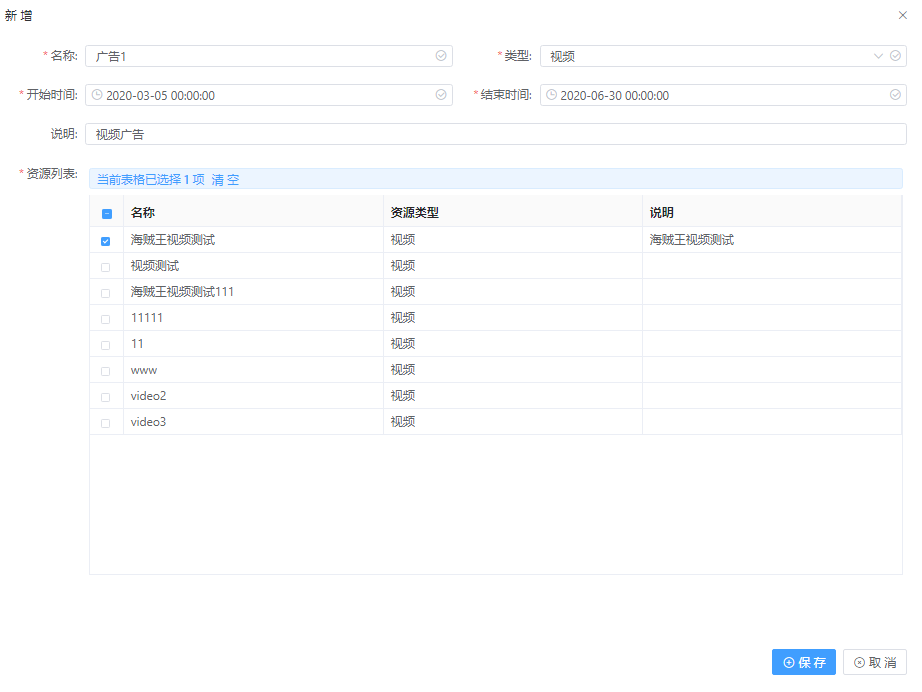 新增
* 名称: 广告1 * 类型: 视频
* 开始时间: 2020-03-05 00:00:00 * 结束时间: 2020-06-30 00:00:00
说明: 视频广告
* 资源列表: 当前表格已选择 1 项 清 空
名称 资源类型 说明
海贼王视频测试 视频 海贼王视频测试
视频测试 视频
海贼王视频测试111 视频
11111 视频
11 视频
www 视频
video2 视频
video3 视频
保 存 取 消